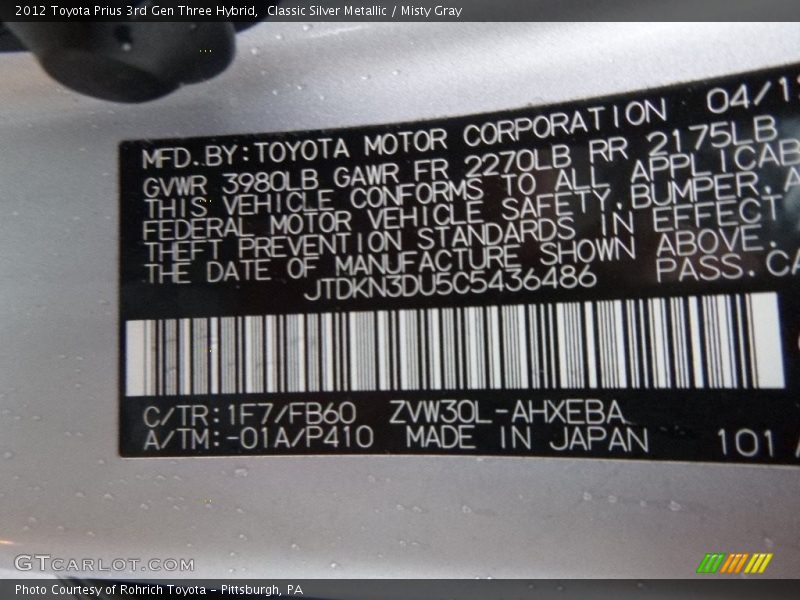 2012 Toyota Prius 3rd Gen Three Hybrid, Classic Silver Metallic / Misty Gray
MFD.BY:TOYOTA MOTOR CORPORATION 04/1
GVWR 3980LB GAWR FR 2270LB RR 2175LB
THIS VEHICLE CONFORMS TO ALL APPLICAB
FEDERAL MOTOR VEHICLE SAFETY,BUMPER, A
THEFT PREVENTION STANDARDS IN EFFECT
THE DATE OF MANUFACTURE SHOWN ABOVE.
JTDKN3DU5C5436486 PASS.CA
C/TR:1F7/FB60 ZVW30L-AHXEBA
A/TM:-01A/P410 MADE IN JAPAN 101 A
GTCARLOT.COM
Photo Courtesy of Rohrich Toyota – Pittsburgh, PA